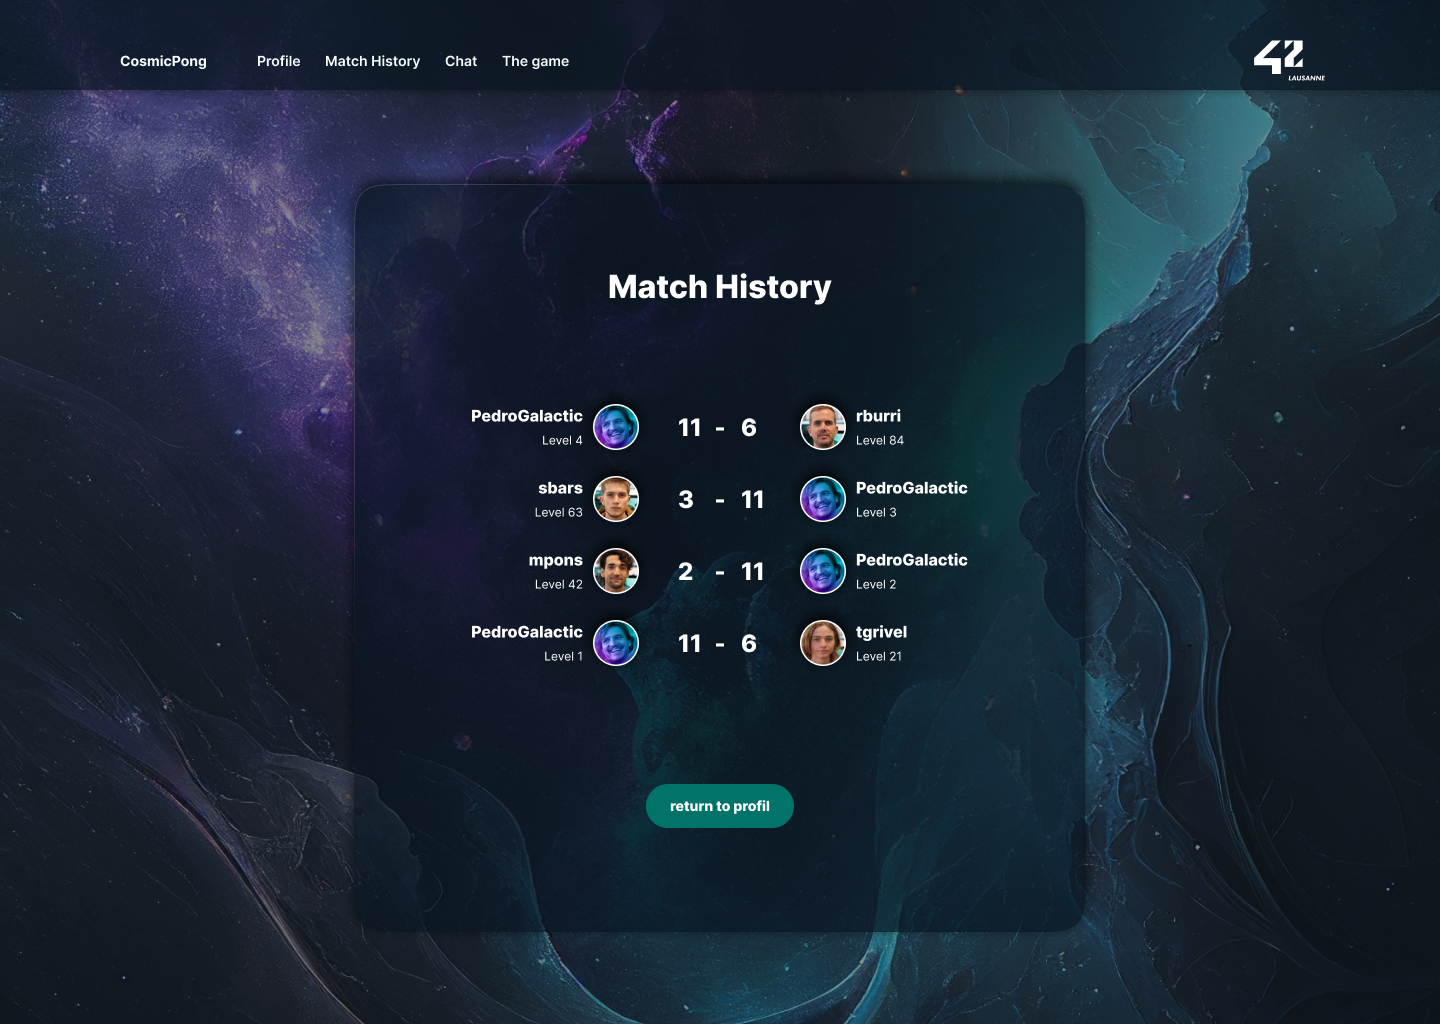 CosmicPong Profile Match History Chat The game
42
LAUSANNE
Match History
PedroGalactic 11 - 6 rburri
Level 4 Level 84
sbars 3 - 11 PedroGalactic
Level 63 Level 3
mpons 2 - 11 PedroGalactic
Level 42 Level 2
PedroGalactic 11 - 6 tgrivel
Level 1 Level 21
return to profil